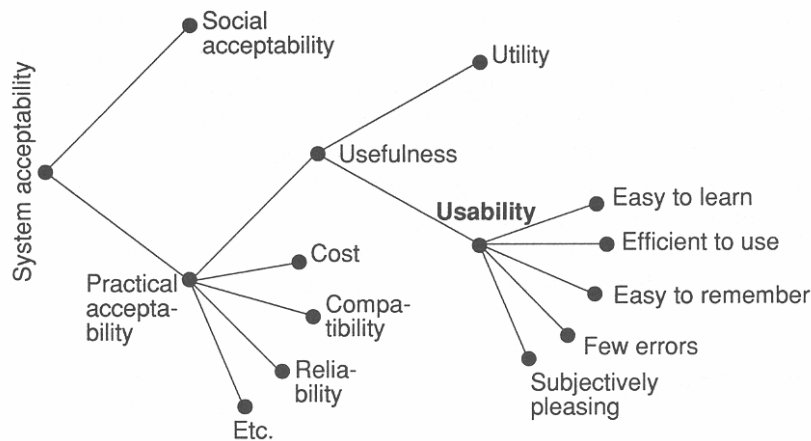 System acceptability
Social
acceptability
Utility
Usefulness
Usability
Easy to learn
Efficient to use
Easy to remember
Few errors
Subjectively
pleasing
Practical
accepta-
bility
Cost
Compa-
tibility
Relia-
bility
Etc.